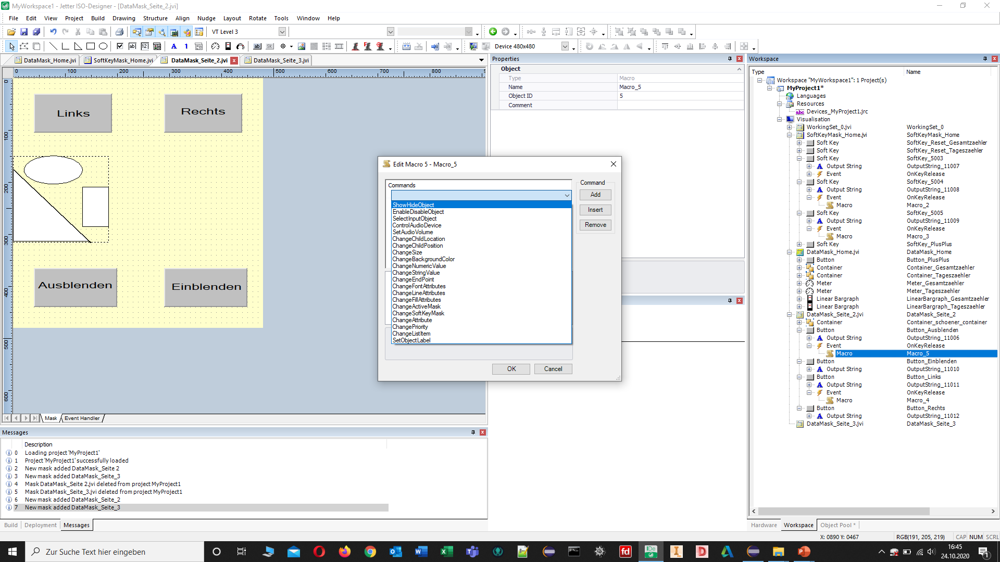 MyWorkspace1 - Jetter ISO-Designer - [DataMask_Seite_2.jvi]
File Edit View Project Build Drawing Structure Align Nudge Layout Rotate Tools Window Help
VT Level 3
Device 480x480
DataMask_Home.jvi SoftKeyMask_Home.jvi DataMask_Seite_2.jvi DataMask_Seite_3.jvi
0 100 200 300 400 500 600 700 800
0
100
200
300
400
500
600
Links
Rechts
Ausblenden
Einblenden
Mask Event Handler
Properties
Object
Type Macro
Name Macro_5
Object ID 5
Comment
Edit Macro 5 - Macro_5
Commands
ShowHideObject
EnableDisableObject
SelectInputObject
ControlAudioDevice
SetAudioVolume
ChangeChildLocation
ChangeChildPosition
ChangeSize
ChangeBackgroundColor
ChangeNumericValue
ChangeStringValue
ChangeEndPoint
ChangeFontAttributes
ChangeLineAttributes
ChangeFillAttributes
ChangeActiveMask
ChangeSoftKeyMask
ChangeAttribute
ChangePriority
ChangeListItem
SetObjectLabel
Command
Add
Insert
Remove
OK Cancel
Workspace
Type Name
Workspace "MyWorkspace1": 1 Project(s)
MyProject1*
Languages
Resources
Devices_MyProject1.jrc
Visualisation
WorkingSet_0.jvi WorkingSet_0
SoftKeyMask_Home.jvi SoftKeyMask_Home
Soft Key SoftKey_Reset_Gesamtzaehler
Soft Key SoftKey_Reset_Tageszaehler
Soft Key SoftKey_5003
Output String OutputString_11007
Event OnKeyRelease
Soft Key SoftKey_5004
Output String OutputString_11008
Event OnKeyRelease
Macro Macro_2
Soft Key SoftKey_5005
Output String OutputString_11009
Event OnKeyRelease
Macro Macro_3
Soft Key SoftKey_PlusPlus
DataMask_Home.jvi DataMask_Home
Button Button_PlusPlus
Container Container_Gesamtzaehler
Container Container_Tageszaehler
Meter Meter_Gesamtzaehler
Meter Meter_Tageszaehler
Linear Bargraph LinearBargraph_Gesamtzaehler
Linear Bargraph LinearBargraph_Tageszaehler
DataMask_Seite_2.jvi DataMask_Seite_2
Container Container_schoener_container
Button Button_Ausblenden
Output String OutputString_11006
Event OnKeyRelease
Macro Macro_5
Button Button_Einblenden
Output String OutputString_11010
Button Button_Links
Output String OutputString_11011
Event OnKeyRelease
Macro Macro_4
Button Button_Rechts
Output String OutputString_11012
DataMask_Seite_3.jvi DataMask_Seite_3
Hardware Workspace Object Pool *
Messages
Description
0 Loading project 'MyProject1'
1 Project 'MyProject1' successfully loaded
2 New mask added DataMask_Seite 2
3 New mask added DataMask_Seite_3
4 Mask DataMask_Seite 2.jvi deleted from project MyProject1
5 Mask DataMask_Seite_3.jvi deleted from project MyProject1
6 New mask added DataMask_Seite_2
7 New mask added DataMask_Seite_3
Build Deployment Messages
X: 0890 Y: 0467 RGB(191, 205, 219) CAP NUM SCRL
Zur Suche Text hier eingeben
16:45
24.10.2020